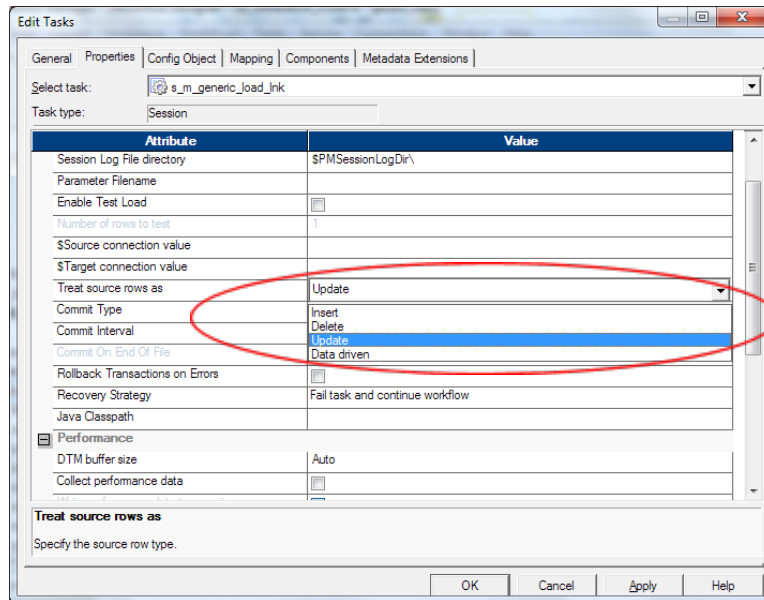 Edit Tasks
General Properties Config Object Mapping Components Metadata Extensions
Select task: s_m_generic_load_lnk
Task type: Session
Attribute Value
Session Log File directory $PMSessionLogDir\
Parameter Filename
Enable Test Load
Number of rows to test 1
$Source connection value
$Target connection value
Treat source rows as Update
Commit Type Insert
Delete
Commit Interval Update
Commit On End Of File Data driven
Rollback Transactions on Errors
Recovery Strategy Fail task and continue workflow
Java Classpath
Performance
DTM buffer size Auto
Collect performance data
Treat source rows as
Specify the source row type.
OK Cancel Apply Help